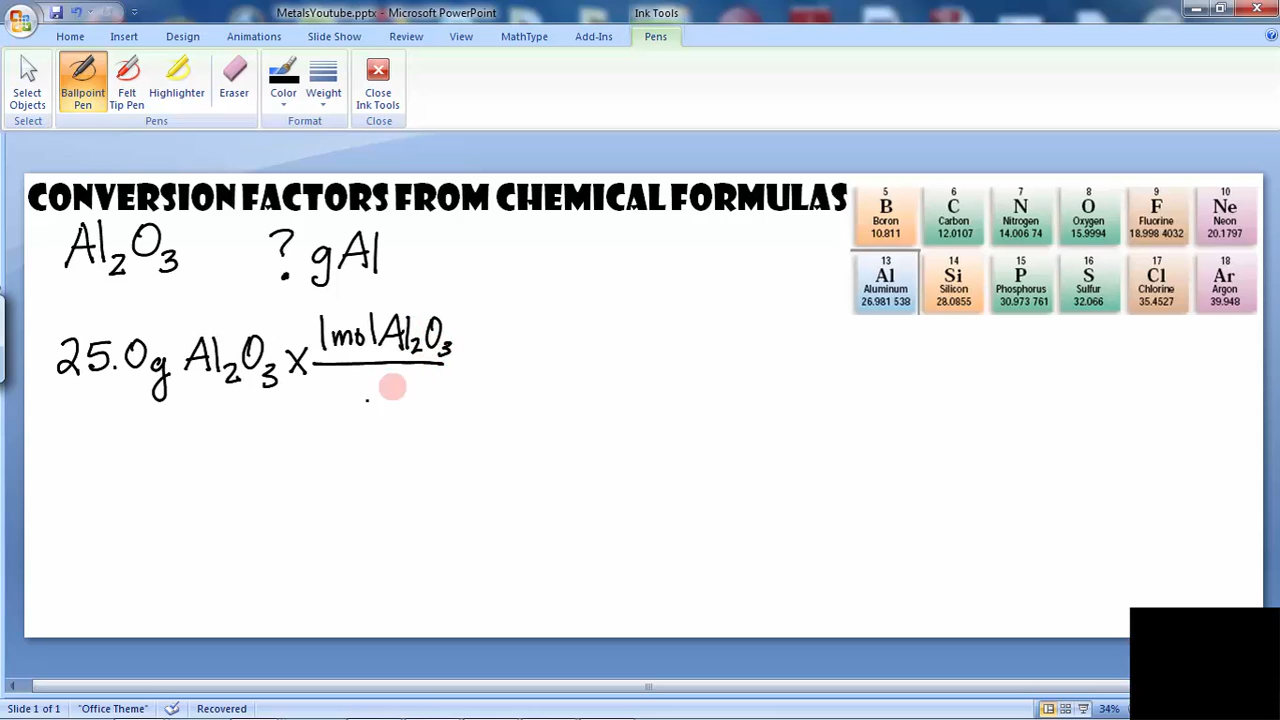 MetalsYoutube.pptx - Microsoft PowerPoint
Ink Tools
Home Insert Design Animations Slide Show Review View MathType Add-Ins Pens
Select Objects
Ballpoint Pen
Felt Tip Pen
Highlighter
Eraser
Color
Weight
Close Ink Tools
Select
Pens
Format
Close
CONVERSION FACTORS FROM CHEMICAL FORMULAS
5 B Boron 10.811
6 C Carbon 12.0107
7 N Nitrogen 14.006 74
8 O Oxygen 15.9994
9 F Fluorine 18.998 4032
10 Ne Neon 20.1797
13 Al Aluminum 26.981 538
14 Si Silicon 28.0855
15 P Phosphorus 30.973 761
16 S Sulfur 32.066
17 Cl Chlorine 35.4527
18 Ar Argon 39.948
Al₂O₃ ? g Al
1 mol Al₂O₃
25.0 g Al₂O₃ x
Slide 1 of 1 "Office Theme" Recovered 34%